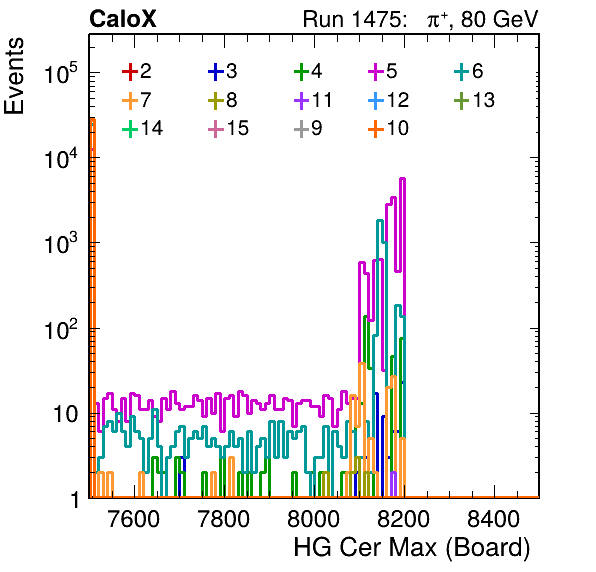 CaloX Run 1475: π⁺, 80 GeV
Events
2 3 4 5 6
7 8 11 12 13
14 15 9 10
10⁵
10⁴
10³
10²
10
1
7600 7800 8000 8200 8400
HG Cer Max (Board)